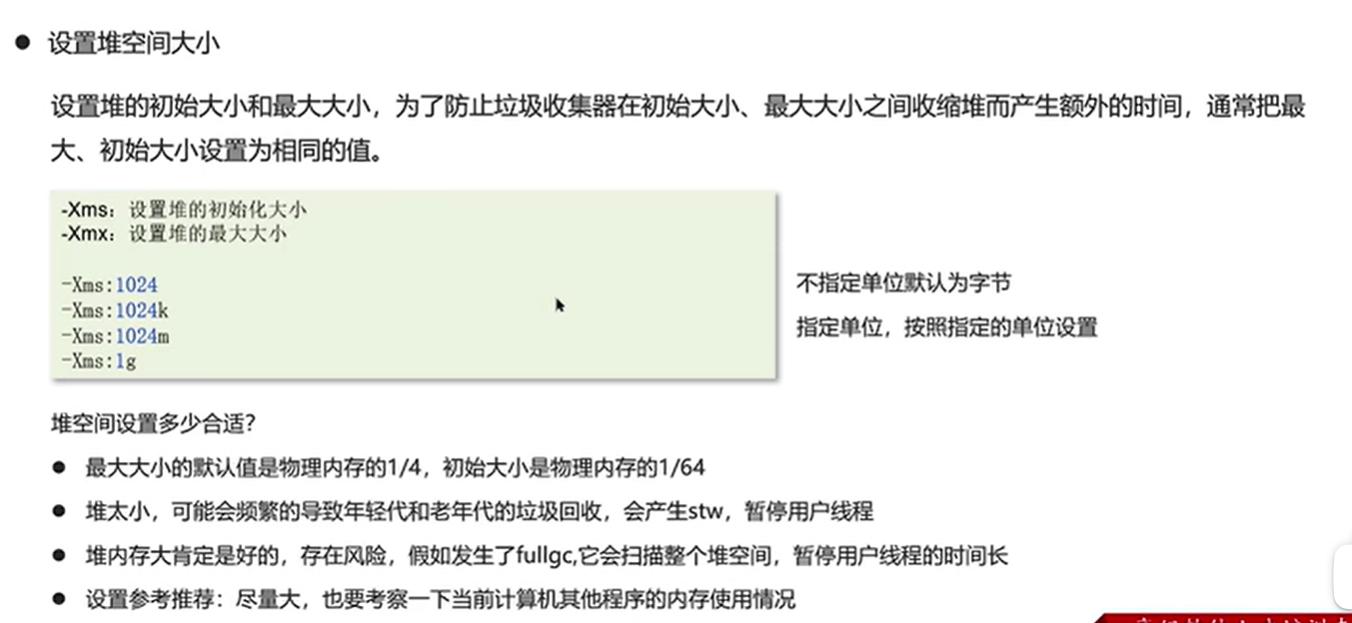 ● 设置堆空间大小
设置堆的初始大小和最大大小，为了防止垃圾收集器在初始大小、最大大小之间收缩堆而产生额外的时间，通常把最
大、初始大小设置为相同的值。
-Xms：设置堆的初始化大小
-Xmx：设置堆的最大大小
-Xms:1024
不指定单位默认为字节
-Xms:1024k
-Xms:1024m
指定单位，按照指定的单位设置
-Xms:1g
堆空间设置多少合适？
● 最大大小的默认值是物理内存的1/4，初始大小是物理内存的1/64
● 堆太小，可能会频繁的导致年轻代和老年代的垃圾回收，会产生stw，暂停用户线程
● 堆内存大肯定是好的，存在风险，假如发生了fullgc,它会扫描整个堆空间，暂停用户线程的时间长
● 设置参考推荐：尽量大，也要考察一下当前计算机其他程序的内存使用情况